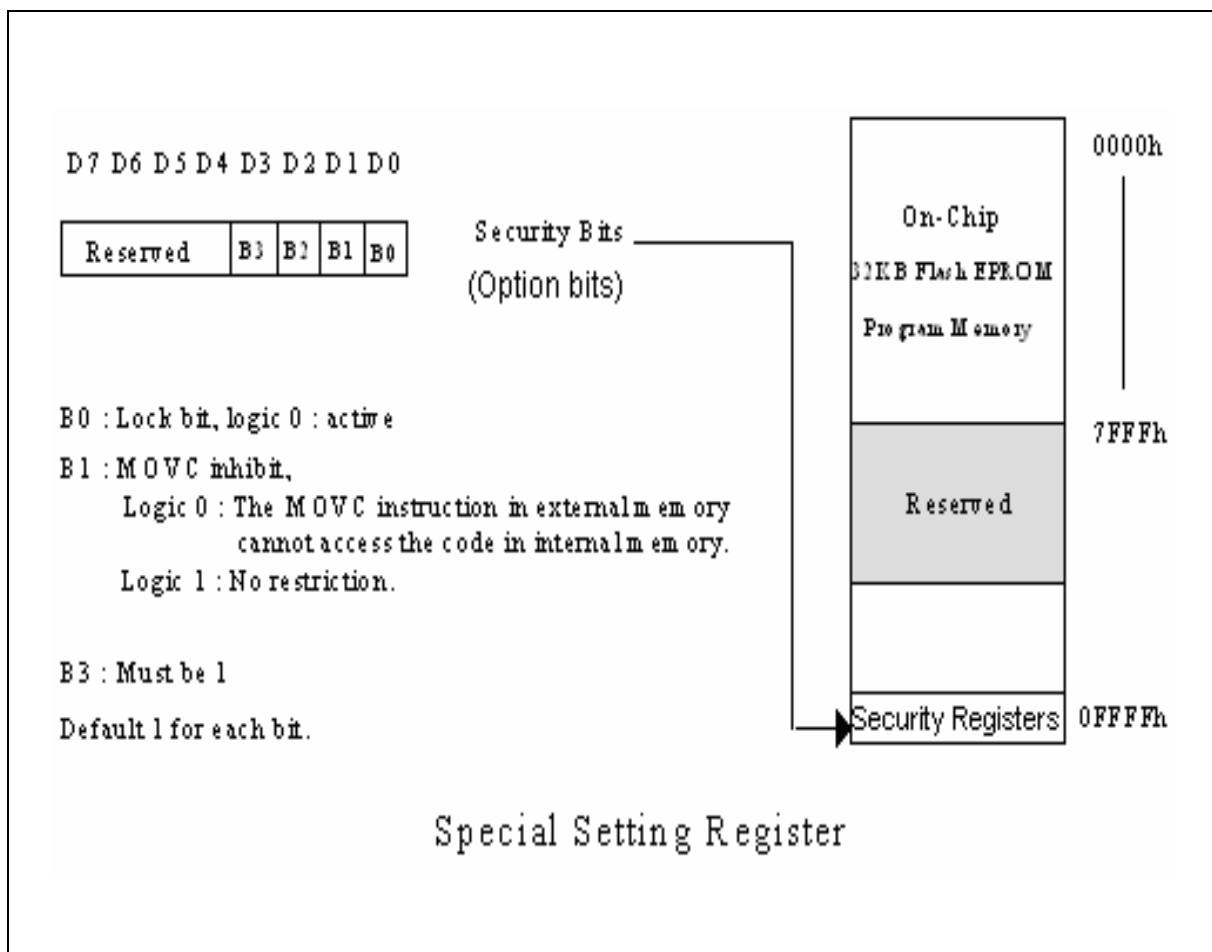 D7 D6 D5 D4 D3 D2 D1 D0
Reserved B3 B2 B1 B0
Security Bits
(Option bits)
B0 : Lock bit, logic 0 : active
B1 : MOVC inhibit,
Logic 0 : The MOVC instruction in external memory
cannot access the code in internal memory.
Logic 1 : No restriction.
B3 : Must be 1
Default 1 for each bit.
0000h
On-Chip
32KB Flash EPROM
Program Memory
7FFFh
Reserved
Security Registers
0FFFFh
Special Setting Register